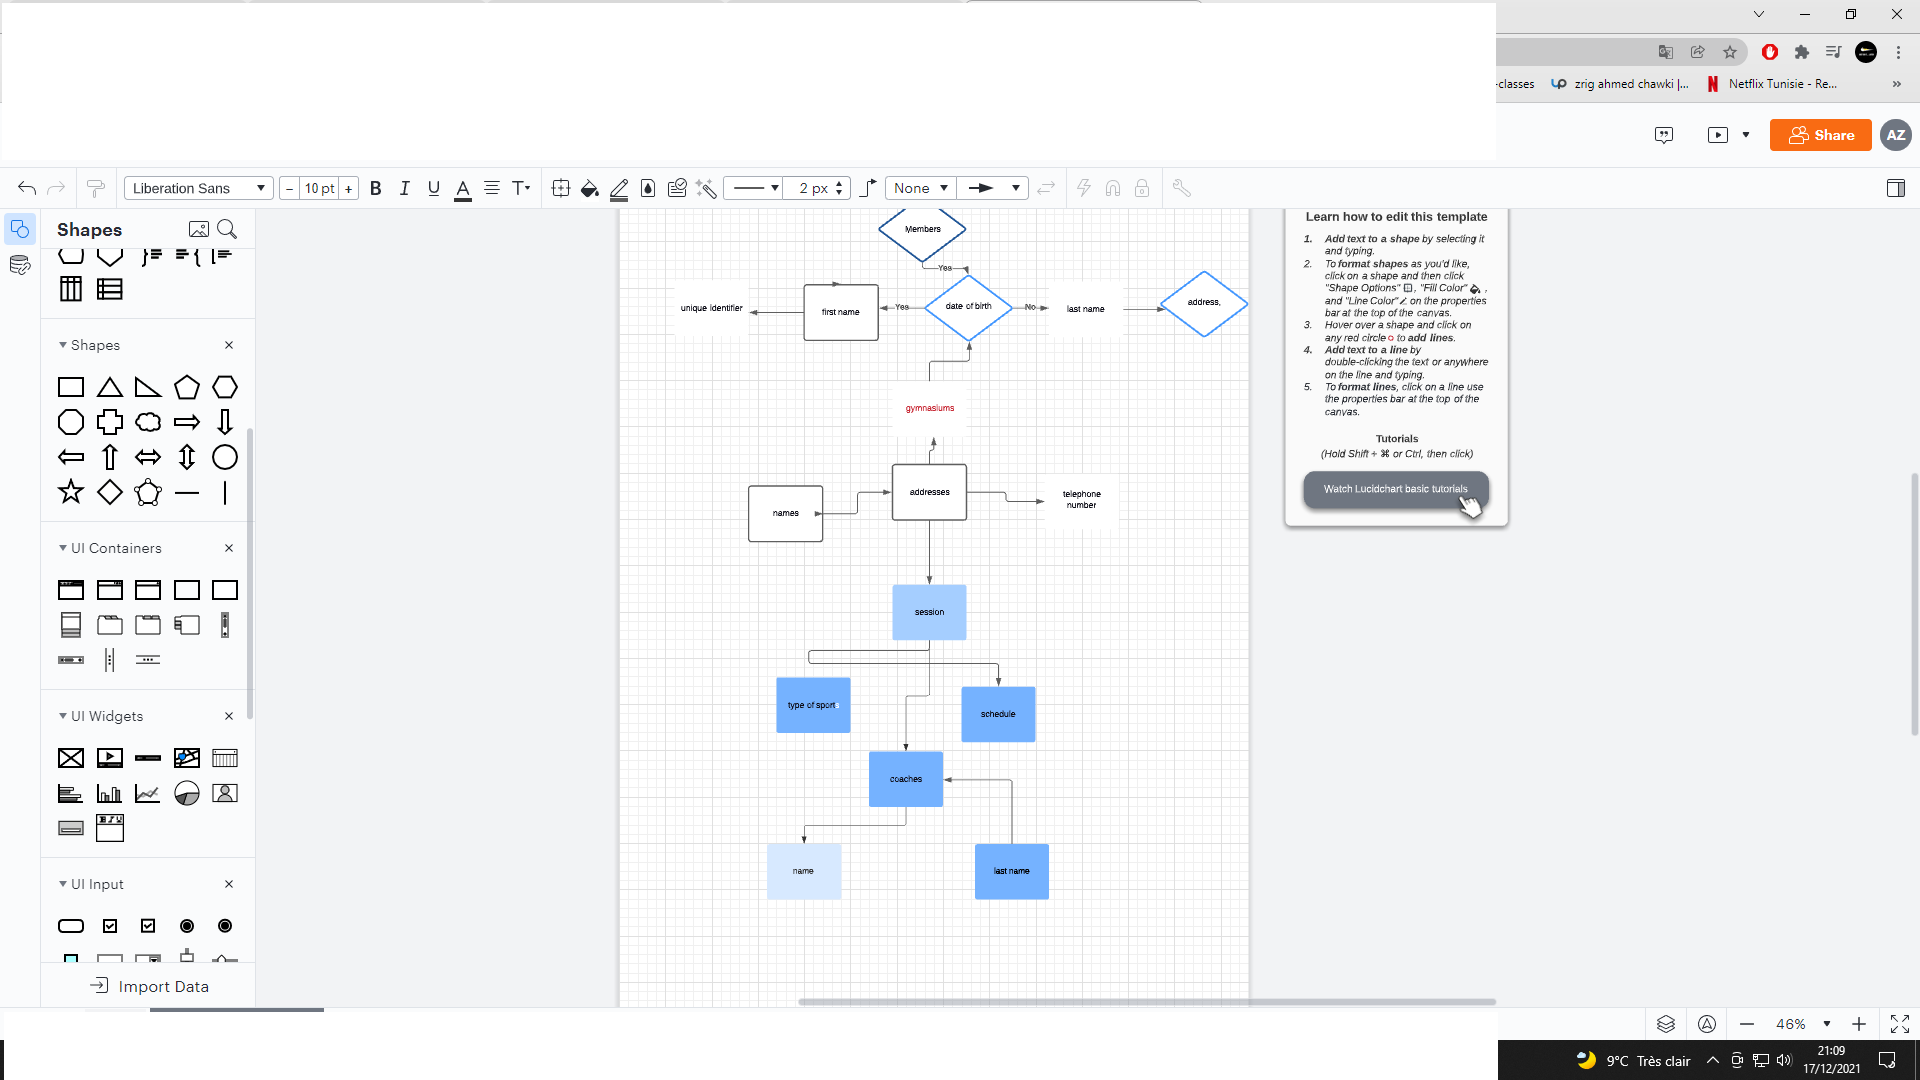 -classes
zrig ahmed chawki |...
Netflix Tunisie - Re...
Share
AZ
Liberation Sans
10 pt
B I U A T
2 px
None
Shapes
Shapes
UI Containers
UI Widgets
UI Input
Import Data
Members
Yes
unique identifier
first name
Yes
date of birth
No
last name
address,
gymnasiums
names
addresses
telephone
number
session
type of sports
schedule
coaches
name
last name
Learn how to edit this template
1. Add text to a shape by selecting it
and typing.
2. To format shapes as you'd like,
click on a shape and then click
"Shape Options" , "Fill Color" ,
and "Line Color" on the properties
bar at the top of the canvas.
3. Hover over a shape and click on
any red circle to add lines.
4. Add text to a line by
double-clicking the text or anywhere
on the line and typing.
5. To format lines, click on a line use
the properties bar at the top of the
canvas.
Tutorials
(Hold Shift + ⌘ or Ctrl, then click)
Watch Lucidchart basic tutorials
46%
9°C Très clair
21:09
17/12/2021